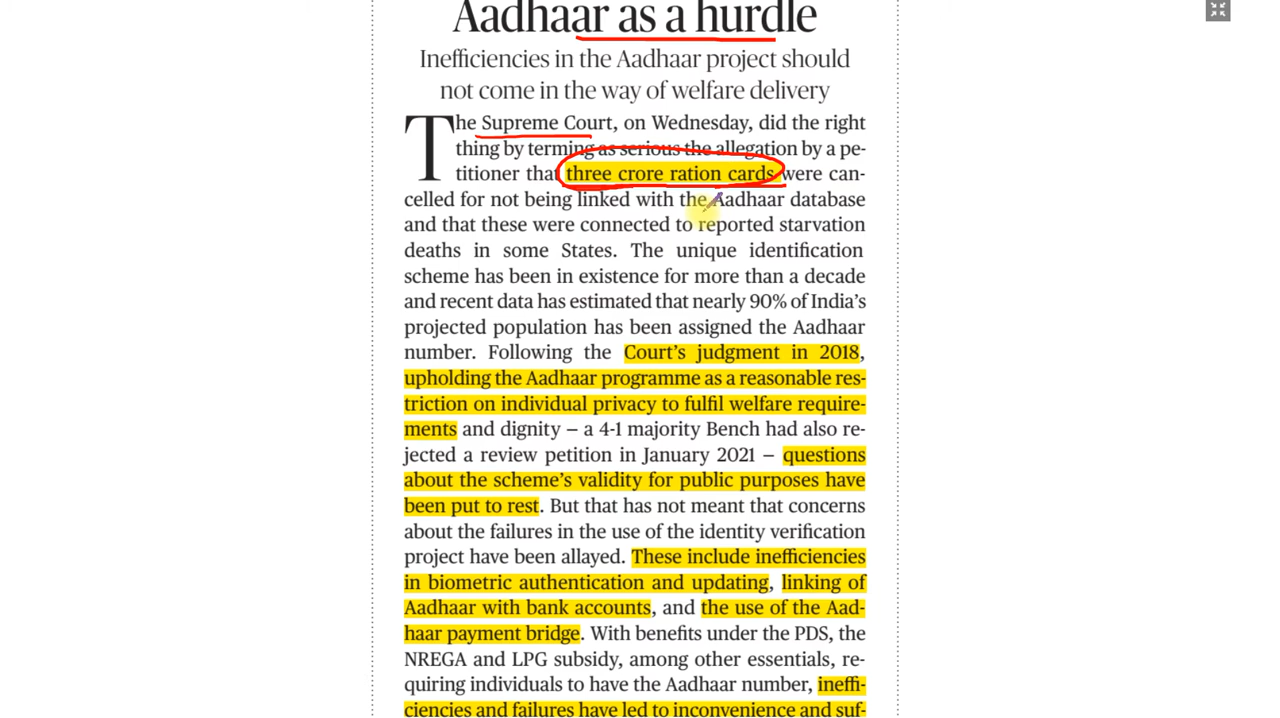 Aadhaar as a hurdle
Inefficiencies in the Aadhaar project should
not come in the way of welfare delivery
The Supreme Court, on Wednesday, did the right
thing by terming as serious the allegation by a pe-
titioner that three crore ration cards were can-
celled for not being linked with the Aadhaar database
and that these were connected to reported starvation
deaths in some States. The unique identification
scheme has been in existence for more than a decade
and recent data has estimated that nearly 90% of India's
projected population has been assigned the Aadhaar
number. Following the Court's judgment in 2018,
upholding the Aadhaar programme as a reasonable res-
triction on individual privacy to fulfil welfare require-
ments and dignity – a 4-1 majority Bench had also re-
jected a review petition in January 2021 – questions
about the scheme's validity for public purposes have
been put to rest. But that has not meant that concerns
about the failures in the use of the identity verification
project have been allayed. These include inefficiencies
in biometric authentication and updating, linking of
Aadhaar with bank accounts, and the use of the Aad-
haar payment bridge. With benefits under the PDS, the
NREGA and LPG subsidy, among other essentials, re-
quiring individuals to have the Aadhaar number, ineffi-
ciencies and failures have led to inconvenience and suf-